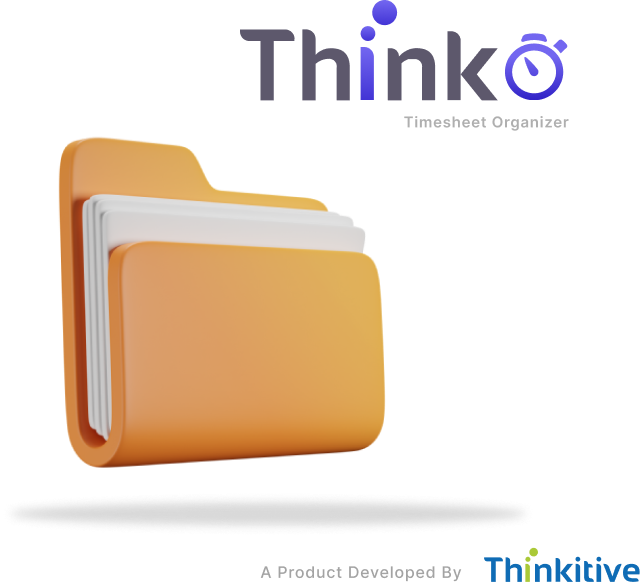 Thinko
Timesheet Organizer
A Product Developed By Thinkitive